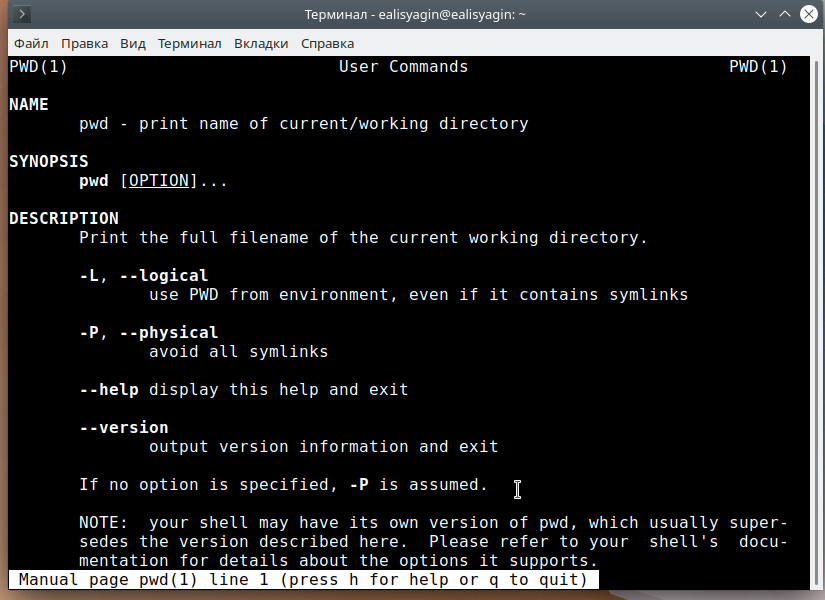 Терминал - ealisyagin@ealisyagin: ~
Файл Правка Вид Терминал Вкладки Справка
PWD(1) User Commands PWD(1)
NAME
pwd - print name of current/working directory
SYNOPSIS
pwd [OPTION]...
DESCRIPTION
Print the full filename of the current working directory.
-L, --logical
use PWD from environment, even if it contains symlinks
-P, --physical
avoid all symlinks
--help display this help and exit
--version
output version information and exit
If no option is specified, -P is assumed.
NOTE:  your shell may have its own version of pwd, which usually super-
sedes the version described here.  Please refer to your  shell's  docu-
mentation for details about the options it supports.
Manual page pwd(1) line 1 (press h for help or q to quit)